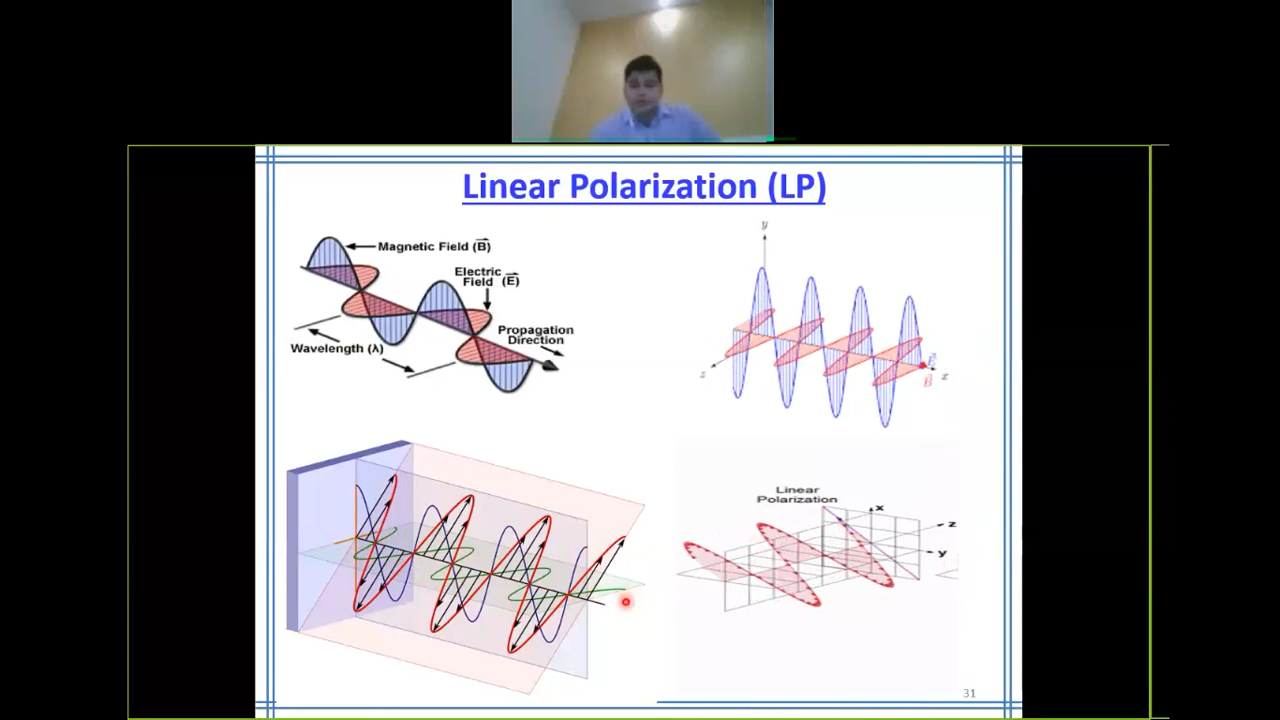 Linear Polarization (LP)
Magnetic Field (B)
Electric
Field (E)
Propagation
Direction
Wavelength (λ)
y
z
x
B
Linear
Polarization
x
z
y
31